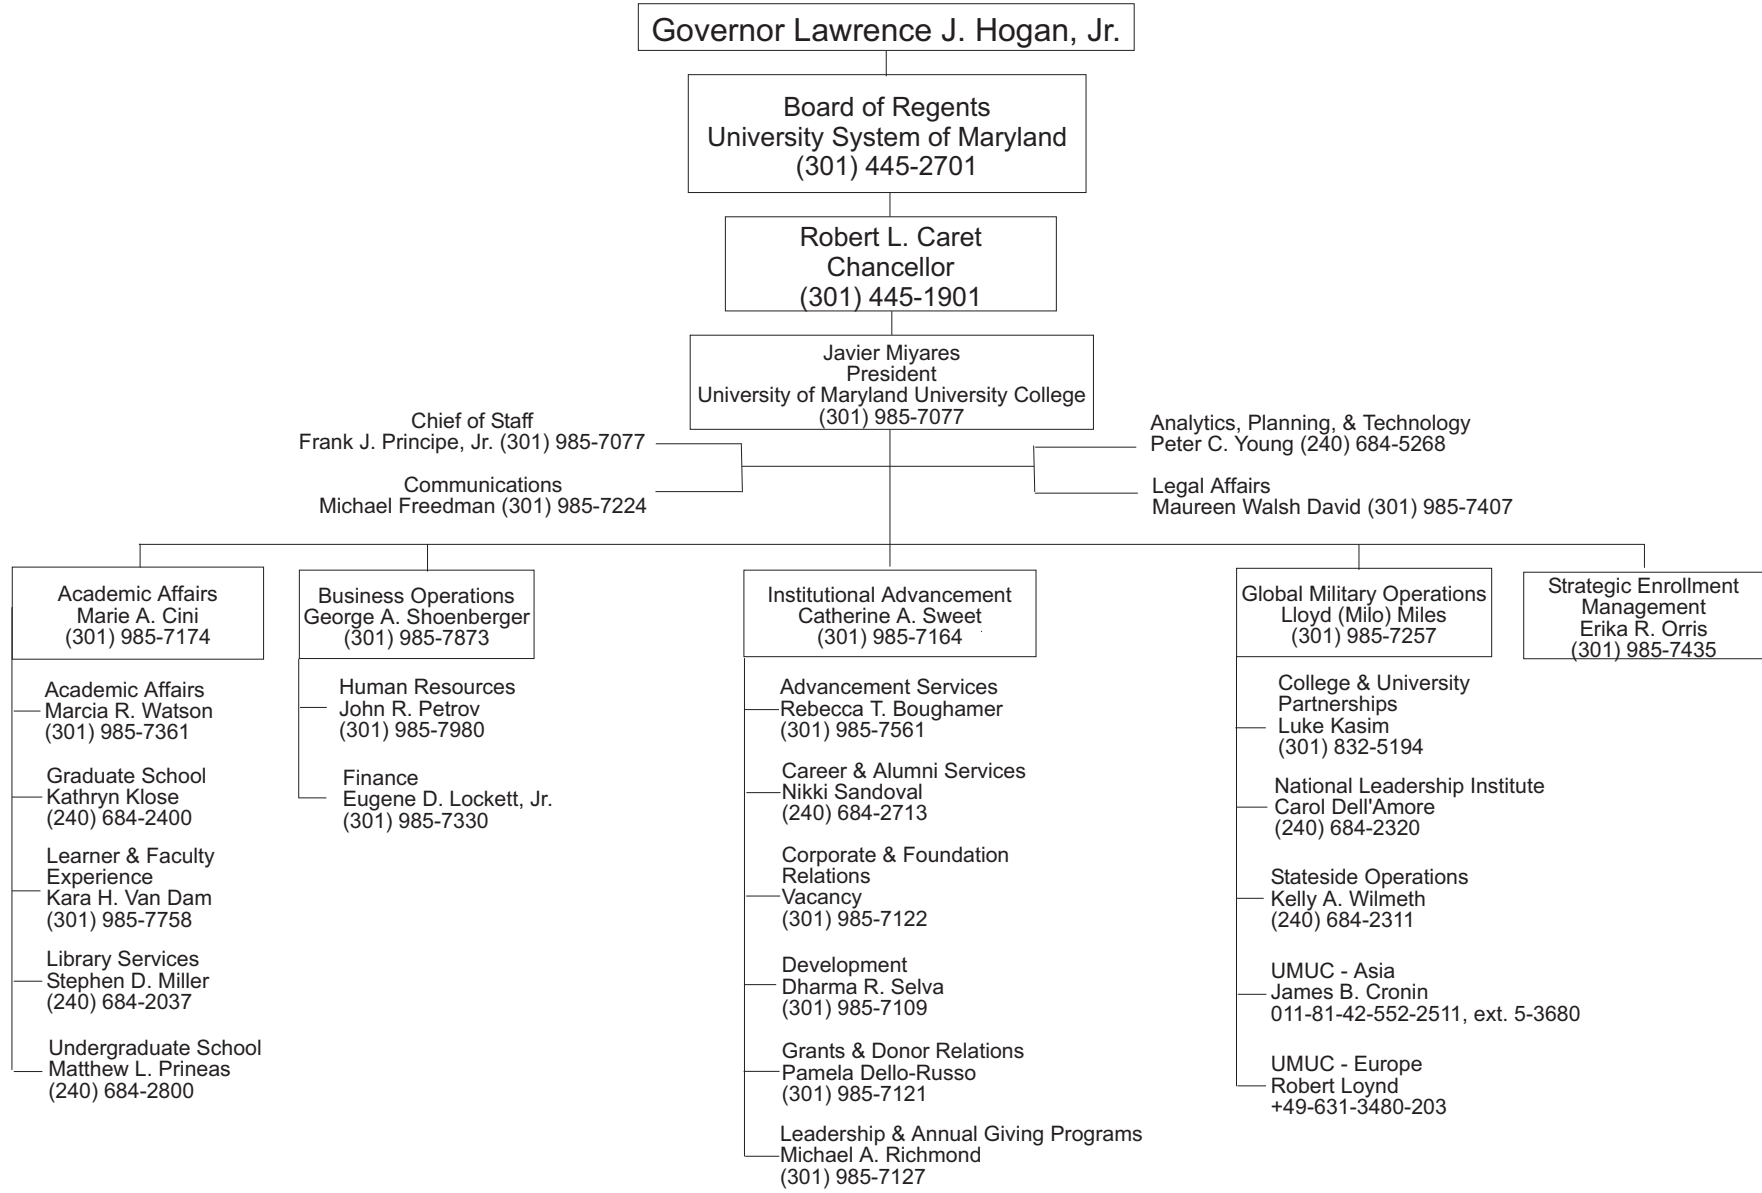 Governor Lawrence J. Hogan, Jr.
Board of Regents
University System of Maryland
(301) 445-2701
Robert L. Caret
Chancellor
(301) 445-1901
Javier Miyares
President
University of Maryland University College
(301) 985-7077
Chief of Staff
Frank J. Principe, Jr. (301) 985-7077
Communications
Michael Freedman (301) 985-7224
Analytics, Planning, & Technology
Peter C. Young (240) 684-5268
Legal Affairs
Maureen Walsh David (301) 985-7407
Academic Affairs
Marie A. Cini
(301) 985-7174
Academic Affairs
Marcia R. Watson
(301) 985-7361
Graduate School
Kathryn Klose
(240) 684-2400
Learner & Faculty
Experience
Kara H. Van Dam
(301) 985-7758
Library Services
Stephen D. Miller
(240) 684-2037
Undergraduate School
Matthew L. Prineas
(240) 684-2800
Business Operations
George A. Shoenberger
(301) 985-7873
Human Resources
John R. Petrov
(301) 985-7980
Finance
Eugene D. Lockett, Jr.
(301) 985-7330
Institutional Advancement
Catherine A. Sweet
(301) 985-7164
Advancement Services
Rebecca T. Boughamer
(301) 985-7561
Career & Alumni Services
Nikki Sandoval
(240) 684-2713
Corporate & Foundation
Relations
Vacancy
(301) 985-7122
Development
Dharma R. Selva
(301) 985-7109
Grants & Donor Relations
Pamela Dello-Russo
(301) 985-7121
Leadership & Annual Giving Programs
Michael A. Richmond
(301) 985-7127
Global Military Operations
Lloyd (Milo) Miles
(301) 985-7257
College & University
Partnerships
Luke Kasim
(301) 832-5194
National Leadership Institute
Carol Dell'Amore
(240) 684-2320
Stateside Operations
Kelly A. Wilmeth
(240) 684-2311
UMUC - Asia
James B. Cronin
011-81-42-552-2511, ext. 5-3680
UMUC - Europe
Robert Loynd
+49-631-3480-203
Strategic Enrollment
Management
Erika R. Orris
(301) 985-7435